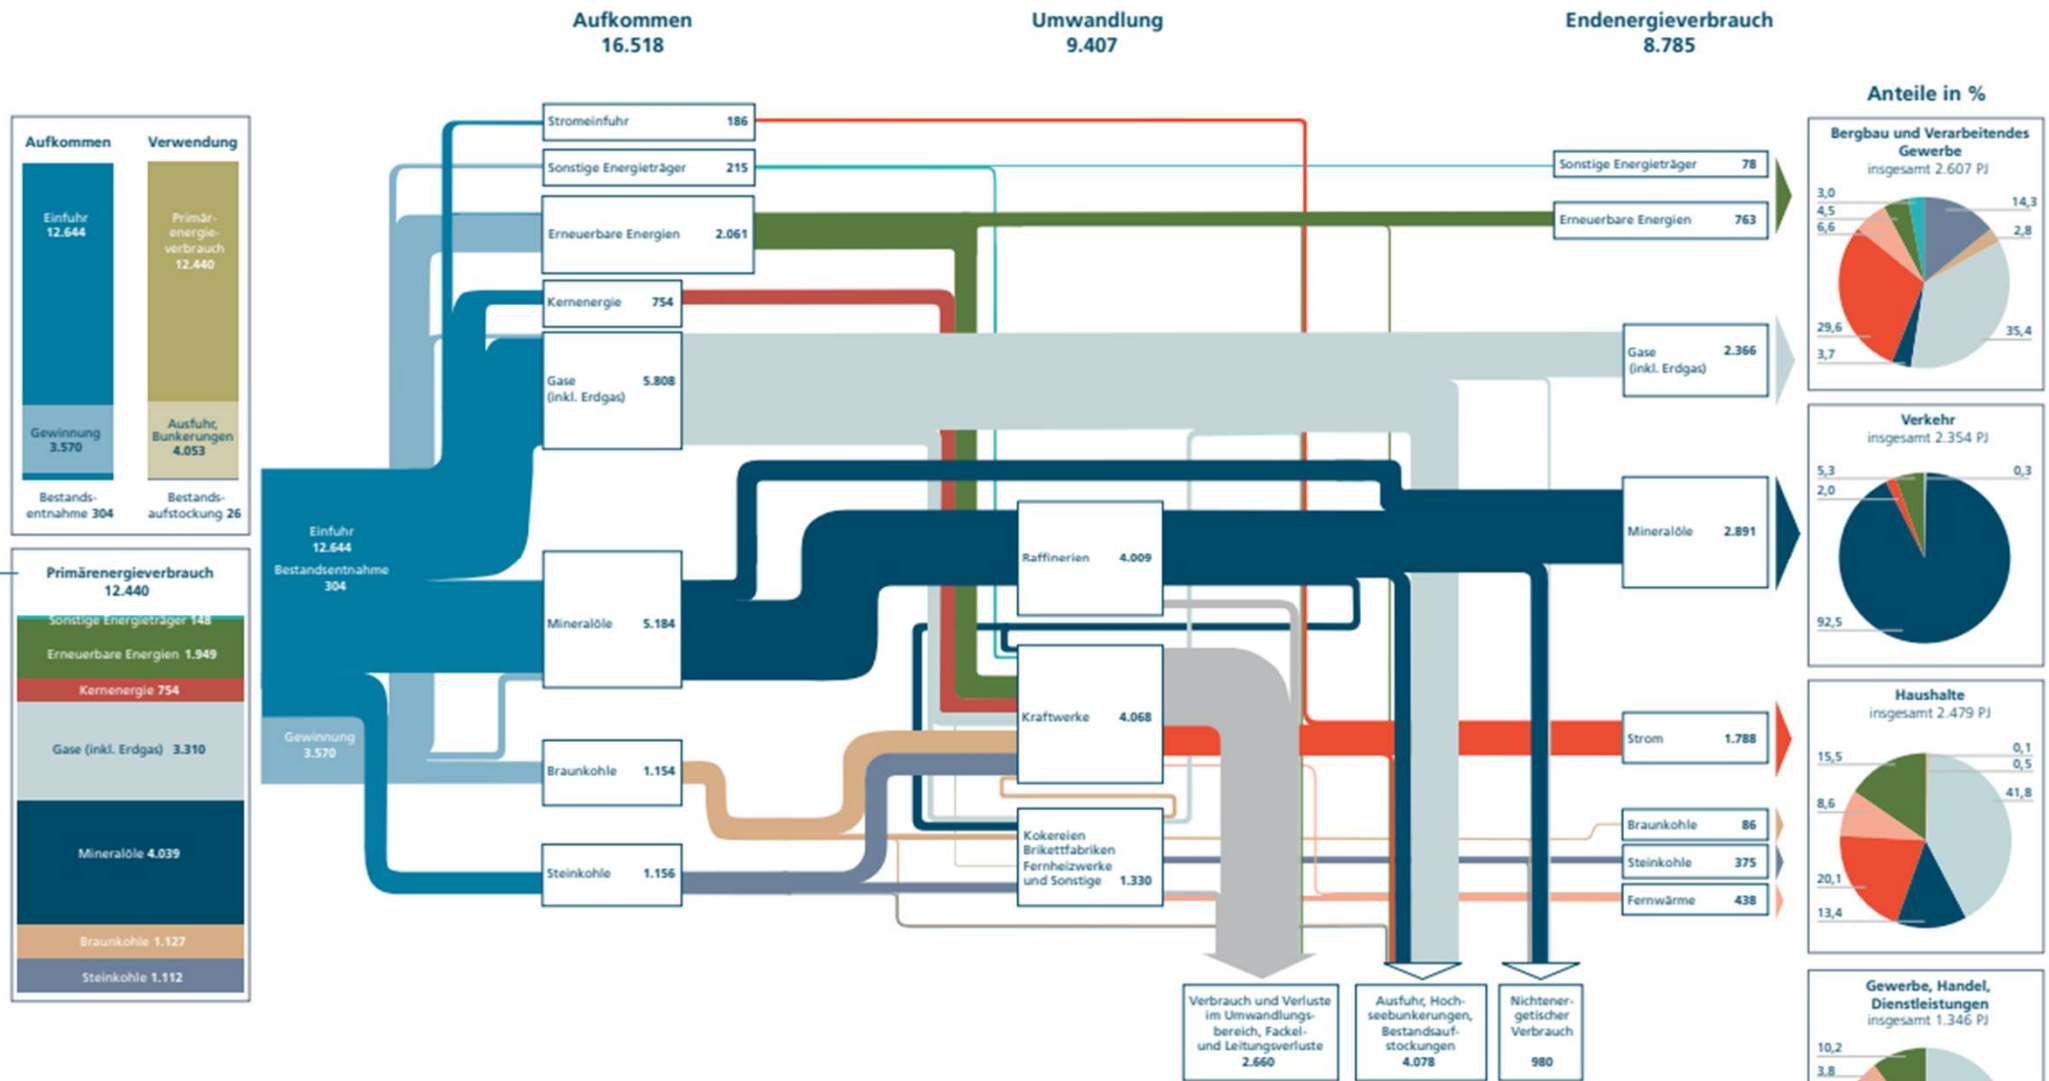 Aufkommen
16.518
Umwandlung
9.407
Endenergieverbrauch
8.785
Aufkommen
Verwendung
Einfuhr
12.644
Primär-
energie-
verbrauch
12.440
Gewinnung
3.570
Ausfuhr,
Bunkerungen
4.053
Bestands-
entnahme 304
Bestands-
aufstockung 26
Primärenergieverbrauch
12.440
Sonstige Energieträger 148
Erneuerbare Energien 1.949
Kernenergie 754
Gase (inkl. Erdgas) 3.310
Mineralöle 4.039
Braunkohle 1.127
Steinkohle 1.112
Einfuhr
12.644
Bestandsentnahme
304
Gewinnung
3.570
Stromeinfuhr 186
Sonstige Energieträger 215
Erneuerbare Energien 2.061
Kernenergie 754
Gase 5.808
(inkl. Erdgas)
Mineralöle 5.184
Braunkohle 1.154
Steinkohle 1.156
Raffinerien 4.009
Kraftwerke 4.068
Kokereien
Brikettfabriken
Fernheizwerke
und Sonstige 1.330
Sonstige Energieträger 78
Erneuerbare Energien 763
Gase 2.366
(inkl. Erdgas)
Mineralöle 2.891
Strom 1.788
Braunkohle 86
Steinkohle 375
Fernwärme 438
Verbrauch und Verluste
im Umwandlungs-
bereich, Fackel-
und Leitungsverluste
2.660
Ausfuhr, Hoch-
seebunkerungen,
Bestandsauf-
stockungen
4.078
Nichtener-
getischer
Verbrauch
980
Anteile in %
Bergbau und Verarbeitendes
Gewerbe
insgesamt 2.607 PJ
3,0
14,3
4,5
6,6
2,8
29,6
35,4
3,7
Verkehr
insgesamt 2.354 PJ
5,3
0,3
2,0
92,5
Haushalte
insgesamt 2.479 PJ
15,5
0,1
0,5
8,6
41,8
20,1
13,4
Gewerbe, Handel,
Dienstleistungen
insgesamt 1.346 PJ
10,2
3,8